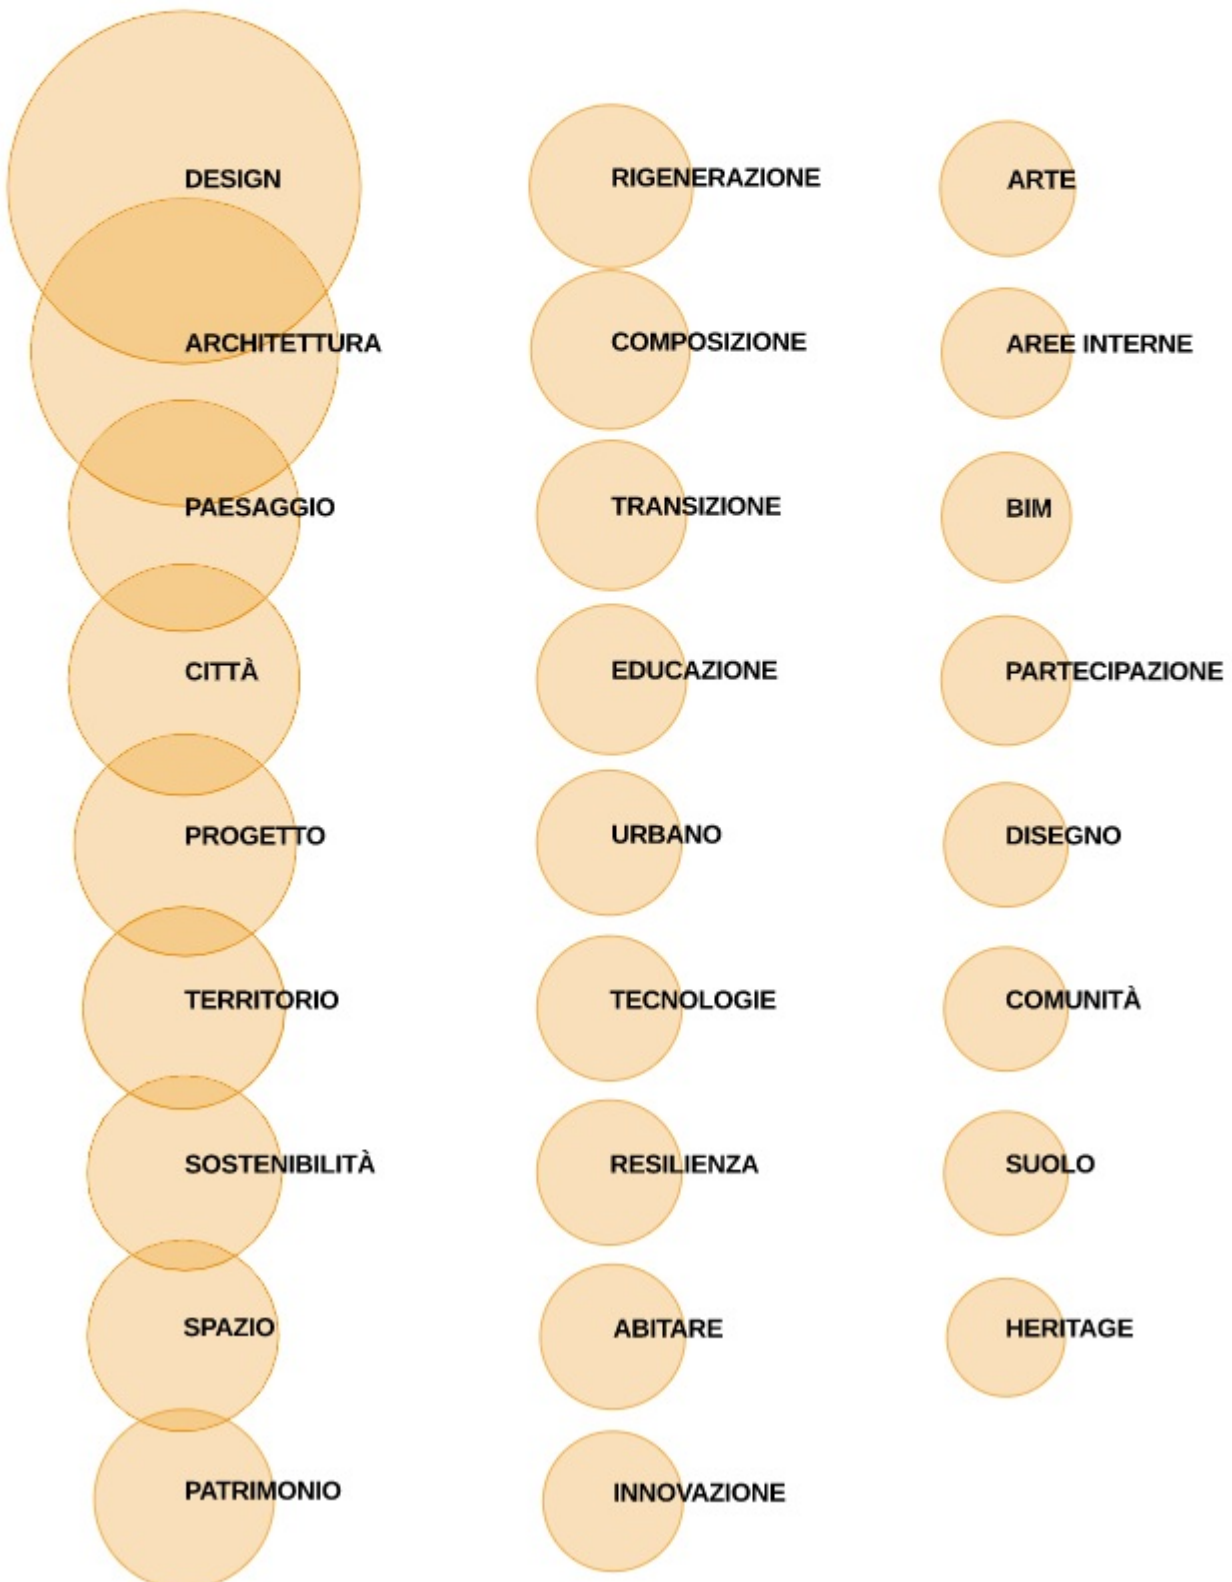 DESIGN
ARCHITETTURA
PAESAGGIO
CITTÀ
PROGETTO
TERRITORIO
SOSTENIBILITÀ
SPAZIO
PATRIMONIO
RIGENERAZIONE
COMPOSIZIONE
TRANSIZIONE
EDUCAZIONE
URBANO
TECNOLOGIE
RESILIENZA
ABITARE
INNOVAZIONE
ARTE
AREE INTERNE
BIM
PARTECIPAZIONE
DISEGNO
COMUNITÀ
SUOLO
HERITAGE